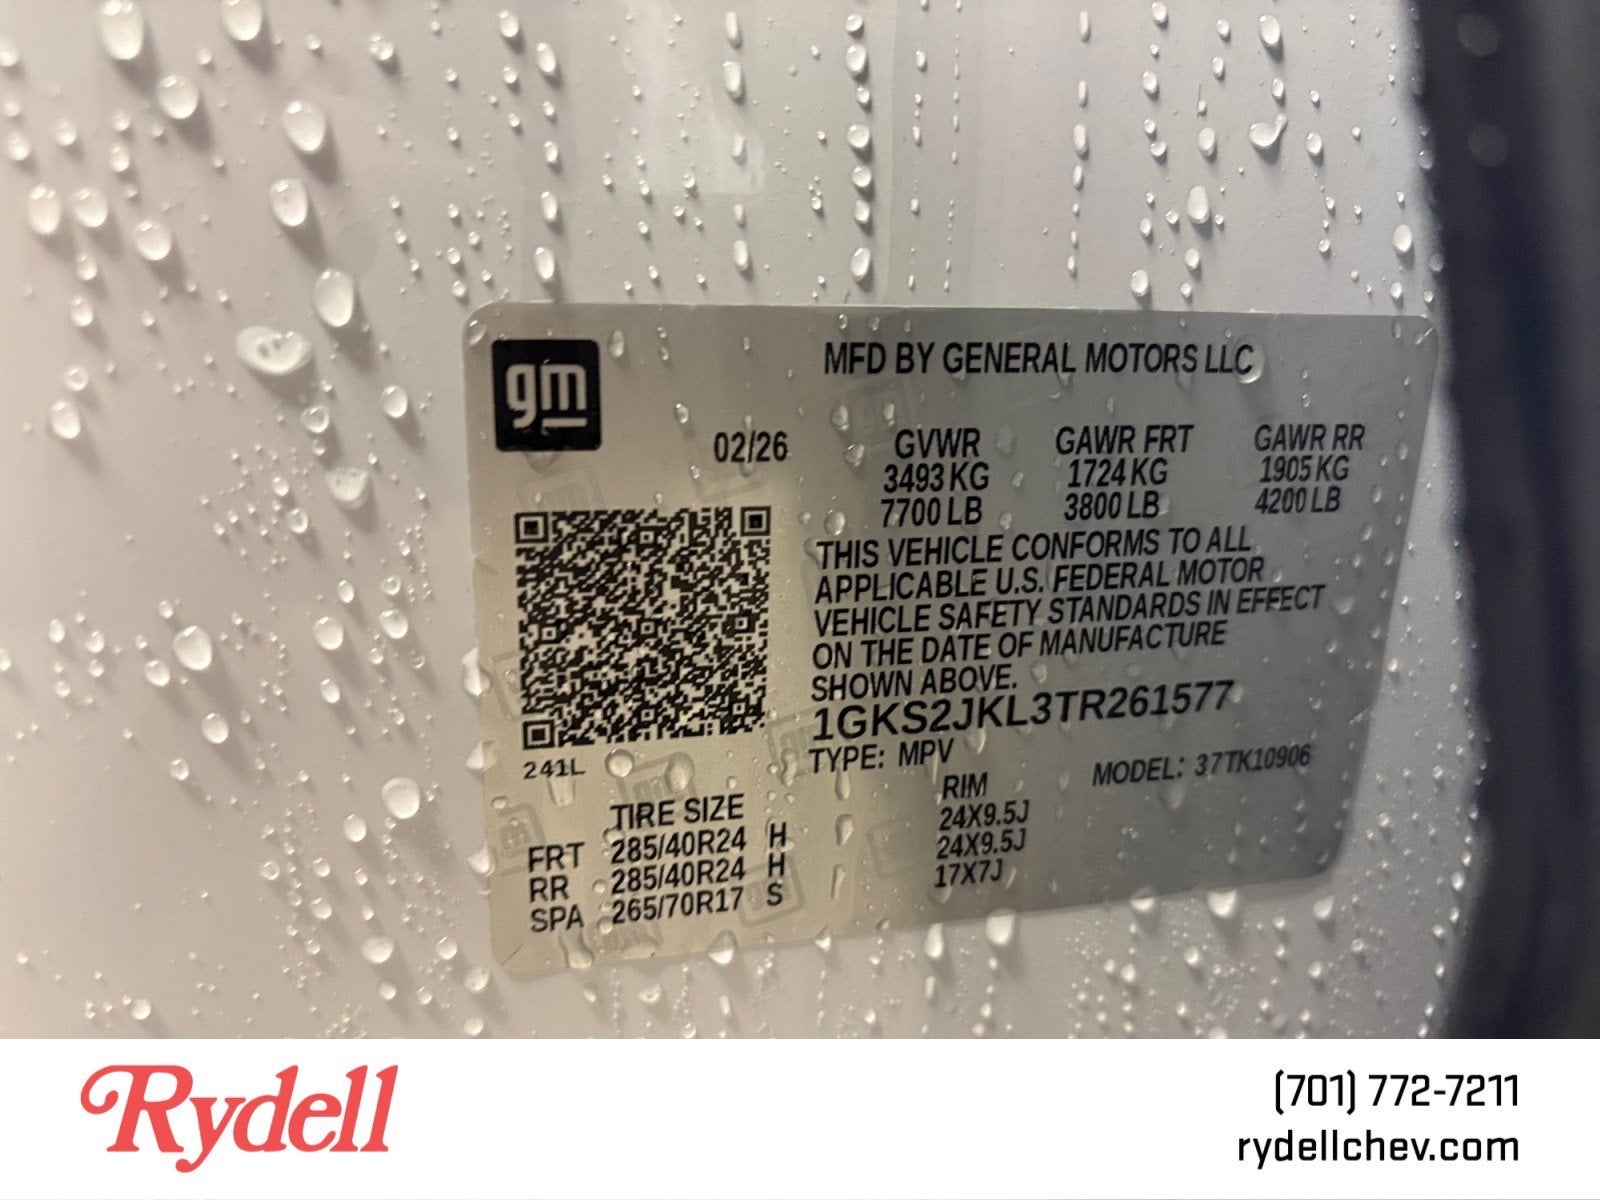 gm
MFD BY GENERAL MOTORS LLC
02/26
GVWR GAWR FRT GAWR RR
3493 KG 1724 KG 1905 KG
7700 LB 3800 LB 4200 LB
THIS VEHICLE CONFORMS TO ALL
APPLICABLE U.S. FEDERAL MOTOR
VEHICLE SAFETY STANDARDS IN EFFECT
ON THE DATE OF MANUFACTURE
SHOWN ABOVE.
1GKS2JKL3TR261577
TYPE: MPV MODEL: 37TK10906
241L
TIRE SIZE RIM
FRT 285/40R24 H 24X9.5J
RR 285/40R24 H 24X9.5J
SPA 265/70R17 S 17X7J
Rydell
(701) 772-7211
rydellchev.com